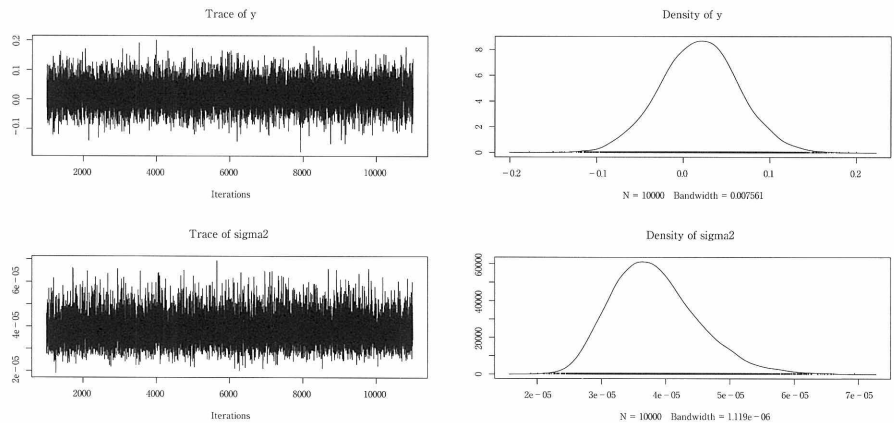 Trace of y
0.2
0.1
0.0
−0.1
2000 4000 6000 8000 10000
Iterations
Density of y
8
6
4
2
0
−0.2 −0.1 0.0 0.1 0.2
N = 10000 Bandwidth = 0.007561
Trace of sigma2
6e−05
4e−05
2e−05
2000 4000 6000 8000 10000
Iterations
Density of sigma2
60000
40000
20000
0
2e−05 3e−05 4e−05 5e−05 6e−05 7e−05
N = 10000 Bandwidth = 1.119e−06